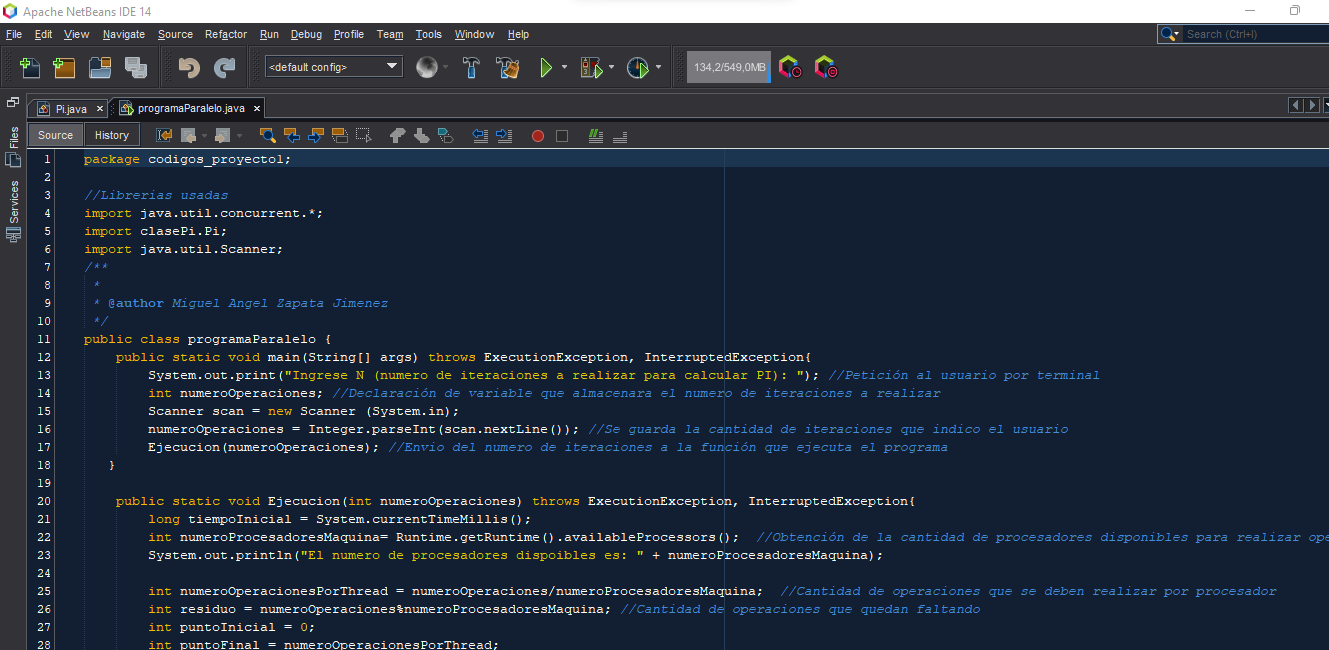 Apache NetBeans IDE 14
File Edit View Navigate Source Refactor Run Debug Profile Team Tools Window Help
Search (Ctrl+I)
<default config>
134,2/549,0MB
Pi.java programaParalelo.java
Files
Services
Source History
1 package codigos_proyecto1;
2
3 //Librerias usadas
4 import java.util.concurrent.*;
5 import clasePi.Pi;
6 import java.util.Scanner;
7 /**
8 *
9 * @author Miguel Angel Zapata Jimenez
10 */
11 public class programaParalelo {
12 public static void main(String[] args) throws ExecutionException, InterruptedException{
13 System.out.print("Ingrese N (numero de iteraciones a realizar para calcular PI): "); //Petición al usuario por terminal
14 int numeroOperaciones; //Declaración de variable que almacenara el numero de iteraciones a realizar
15 Scanner scan = new Scanner (System.in);
16 numeroOperaciones = Integer.parseInt(scan.nextLine()); //Se guarda la cantidad de iteraciones que indico el usuario
17 Ejecucion(numeroOperaciones); //Envio del numero de iteraciones a la función que ejecuta el programa
18 }
19
20 public static void Ejecucion(int numeroOperaciones) throws ExecutionException, InterruptedException{
21 long tiempoInicial = System.currentTimeMillis();
22 int numeroProcesadoresMaquina= Runtime.getRuntime().availableProcessors(); //Obtención de la cantidad de procesadores disponibles para realizar ope
23 System.out.println("El numero de procesadores dispoibles es: " + numeroProcesadoresMaquina);
24
25 int numeroOperacionesPorThread = numeroOperaciones/numeroProcesadoresMaquina; //Cantidad de operaciones que se deben realizar por procesador
26 int residuo = numeroOperaciones%numeroProcesadoresMaquina; //Cantidad de operaciones que quedan faltando
27 int puntoInicial = 0;
28 int puntoFinal = numeroOperacionesPorThread;